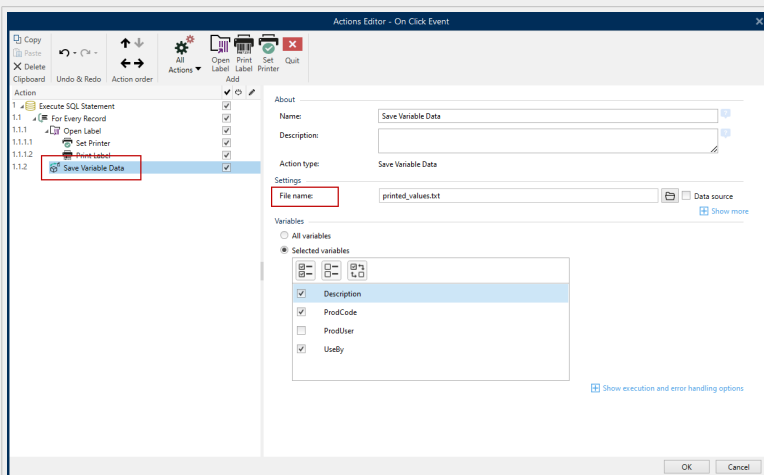 Actions Editor - On Click Event
Copy
Paste
Delete
Clipboard
Undo & Redo
Action order
All Actions
Open Label
Print Label
Set Printer
Quit
Add
Action
1 Execute SQL Statement
1.1 For Every Record
1.1.1 Open Label
1.1.1.1 Set Printer
1.1.1.2 Print Label
1.1.2 Save Variable Data
About
Name: Save Variable Data
Description:
Action type: Save Variable Data
Settings
File name: printed_values.txt Data source
Show more
Variables
All variables
Selected variables
Description
ProdCode
ProdUser
UseBy
Show execution and error handling options
OK Cancel